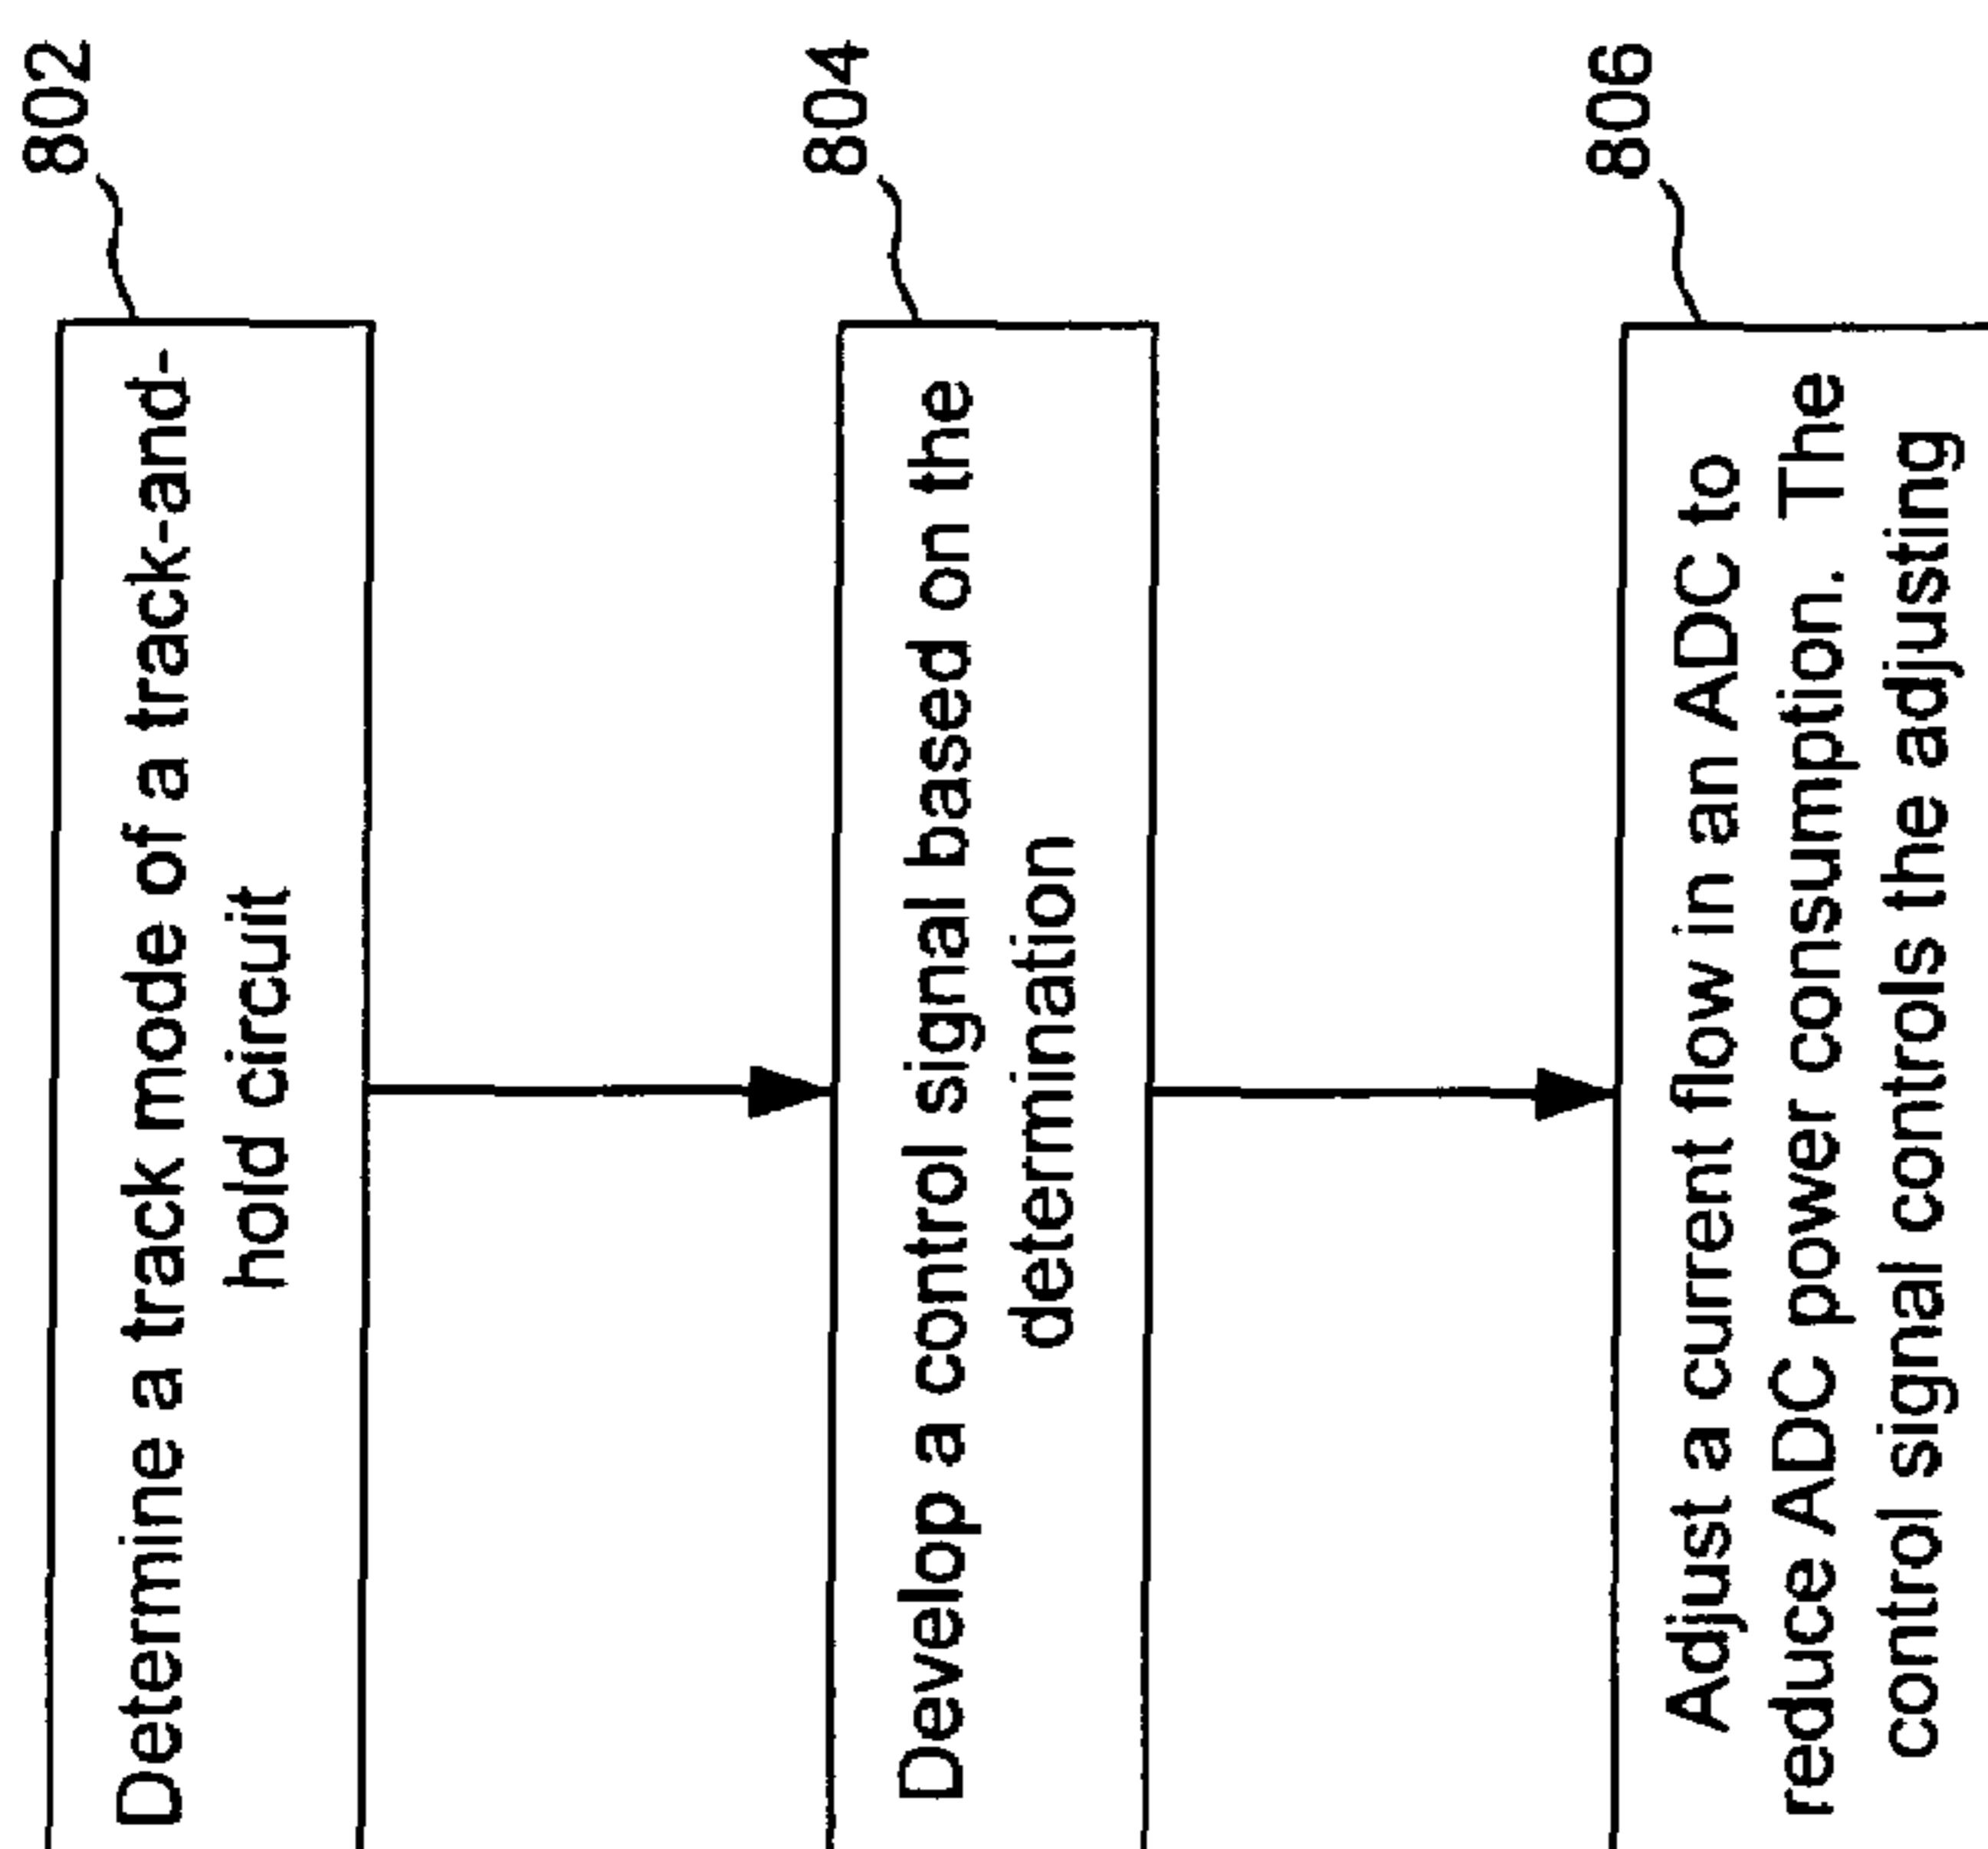 802
Determine a track mode of a track-and-
hold circuit
804
Develop a control signal based on the
determination
806
Adjust a current flow in an ADC to
reduce ADC power consumption. The
control signal controls the adjusting